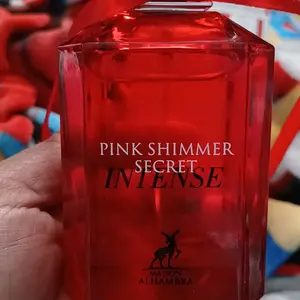 PINK SHIMMER
SECRET
INTENSE
MAISON
ALHAMBRA